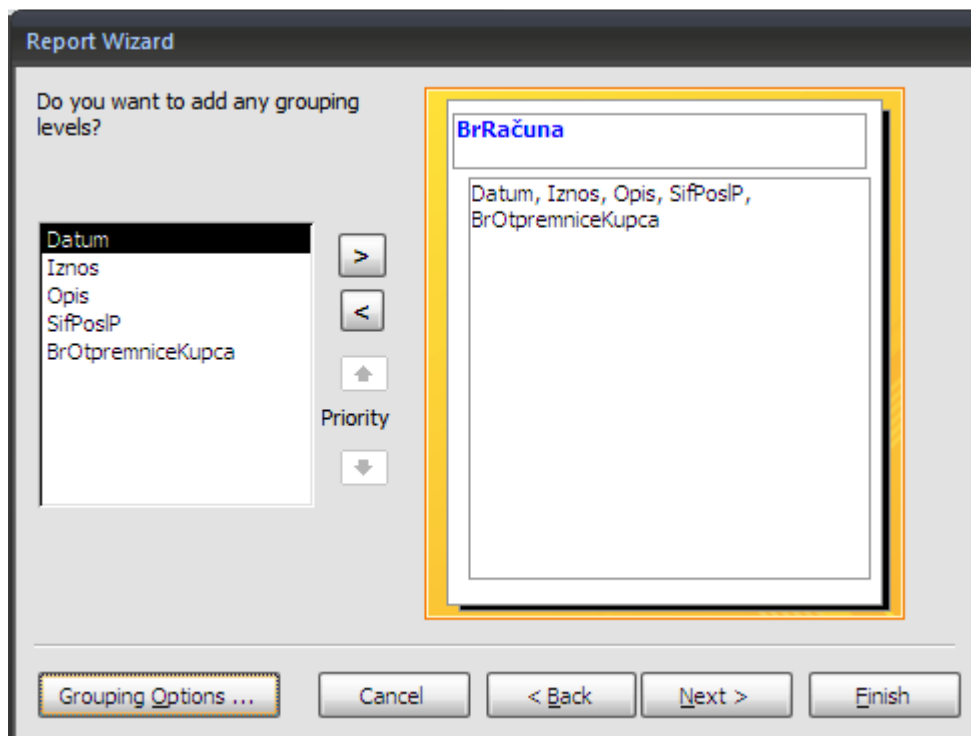 Report Wizard
Do you want to add any grouping
levels?
Datum
Iznos
Opis
SifPoslP
BrOtpremniceKupca
>
<
Priority
BrRačuna
Datum, Iznos, Opis, SifPoslP,
BrOtpremniceKupca
Grouping Options ...
Cancel
< Back
Next >
Finish